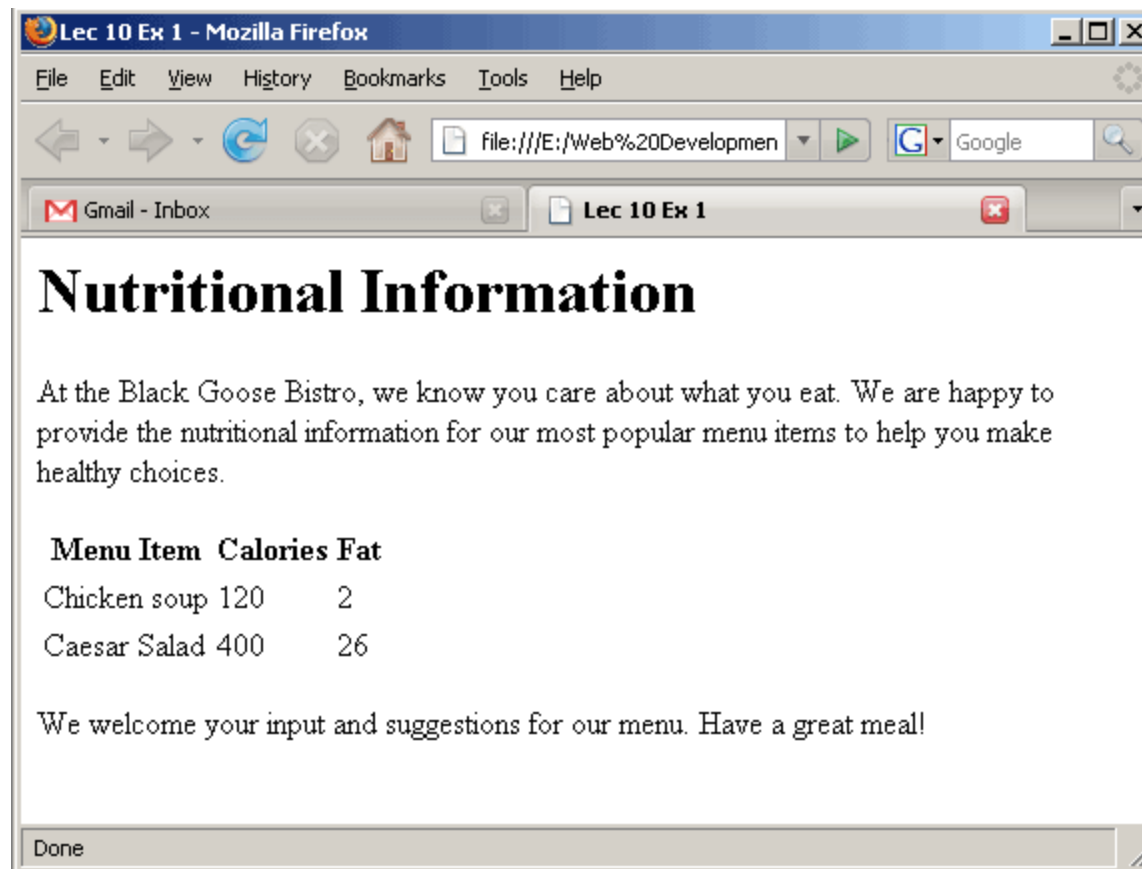 Lec 10 Ex 1 - Mozilla Firefox
File Edit View History Bookmarks Tools Help
file:///E:/Web%20Developmen G Google
Gmail - Inbox Lec 10 Ex 1
Nutritional Information
At the Black Goose Bistro, we know you care about what you eat. We are happy to
provide the nutritional information for our most popular menu items to help you make
healthy choices.
Menu Item Calories Fat
Chicken soup 120 2
Caesar Salad 400 26
We welcome your input and suggestions for our menu. Have a great meal!
Done